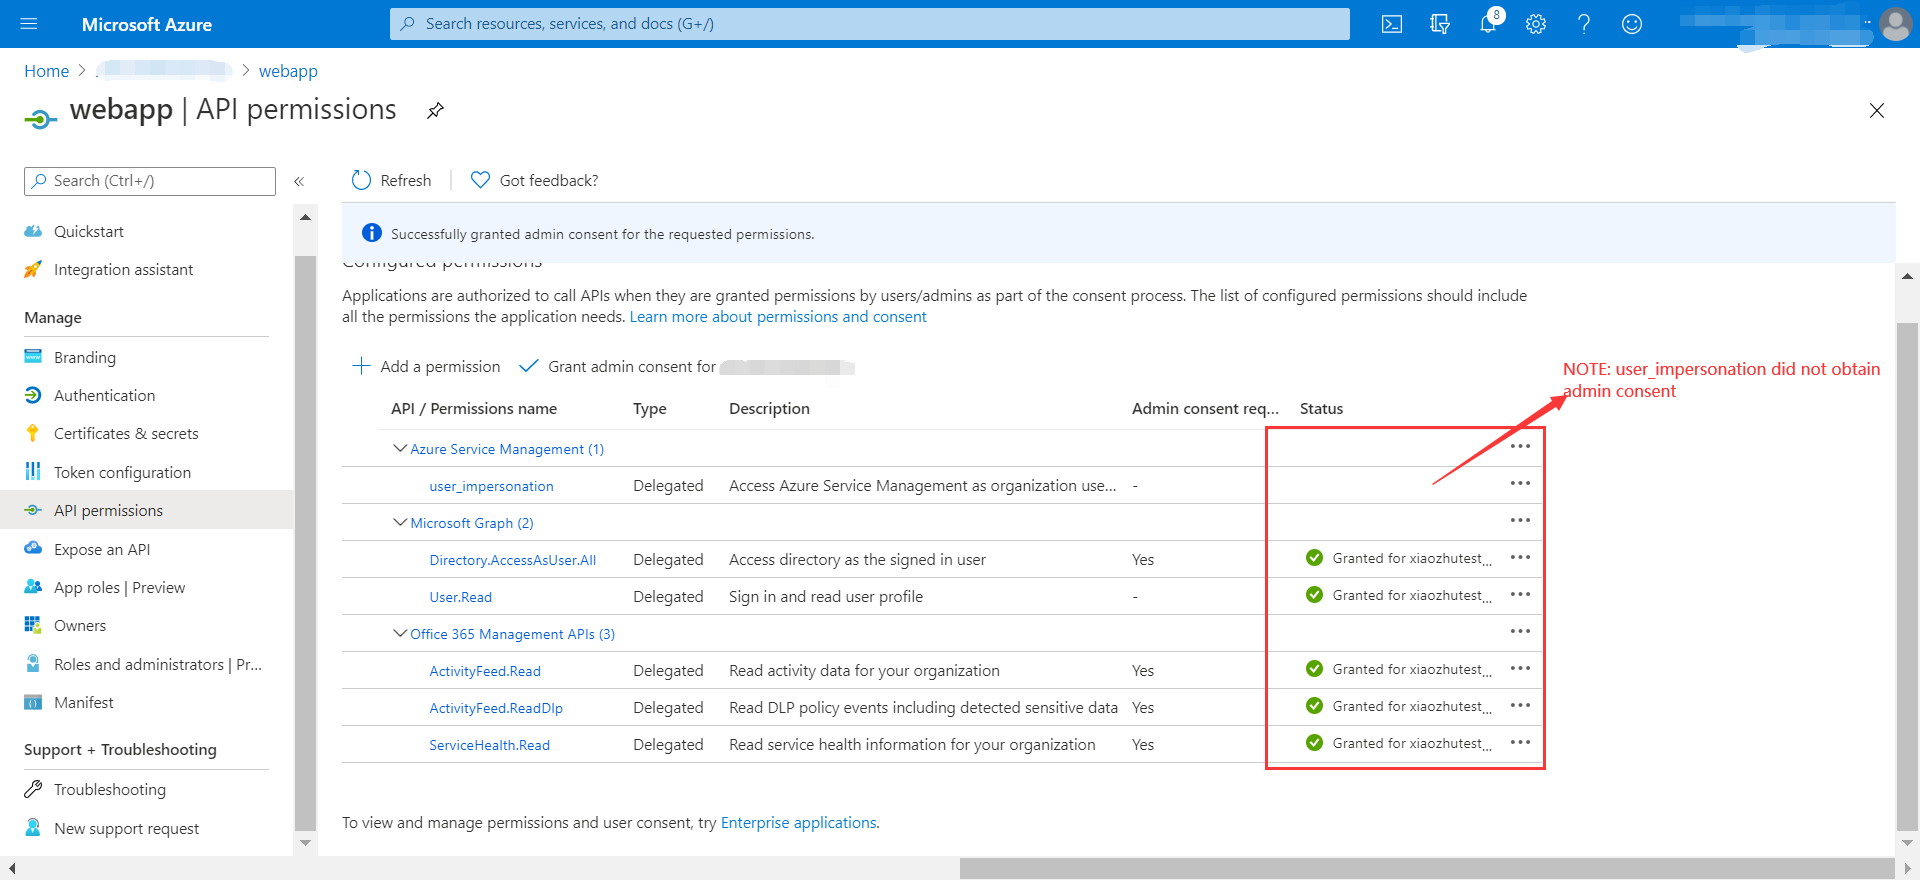 Microsoft Azure
Search resources, services, and docs (G+/)
8
Home > > webapp
webapp | API permissions
Search (Ctrl+/)
«
Refresh
Got feedback?
Quickstart
Integration assistant
Manage
Branding
Authentication
Certificates & secrets
Token configuration
API permissions
Expose an API
App roles | Preview
Owners
Roles and administrators | Pr...
Manifest
Support + Troubleshooting
Troubleshooting
New support request
Successfully granted admin consent for the requested permissions.
Configured permissions
Applications are authorized to call APIs when they are granted permissions by users/admins as part of the consent process. The list of configured permissions should include
all the permissions the application needs. Learn more about permissions and consent
Add a permission
Grant admin consent for
API / Permissions name Type Description Admin consent req... Status
Azure Service Management (1)
user_impersonation Delegated Access Azure Service Management as organization use... -
Microsoft Graph (2)
Directory.AccessAsUser.All Delegated Access directory as the signed in user Yes Granted for xiaozhutest...
User.Read Delegated Sign in and read user profile - Granted for xiaozhutest...
Office 365 Management APIs (3)
ActivityFeed.Read Delegated Read activity data for your organization Yes Granted for xiaozhutest...
ActivityFeed.ReadDlp Delegated Read DLP policy events including detected sensitive data Yes Granted for xiaozhutest...
ServiceHealth.Read Delegated Read service health information for your organization Yes Granted for xiaozhutest...
NOTE: user_impersonation did not obtain
admin consent
To view and manage permissions and user consent, try Enterprise applications.